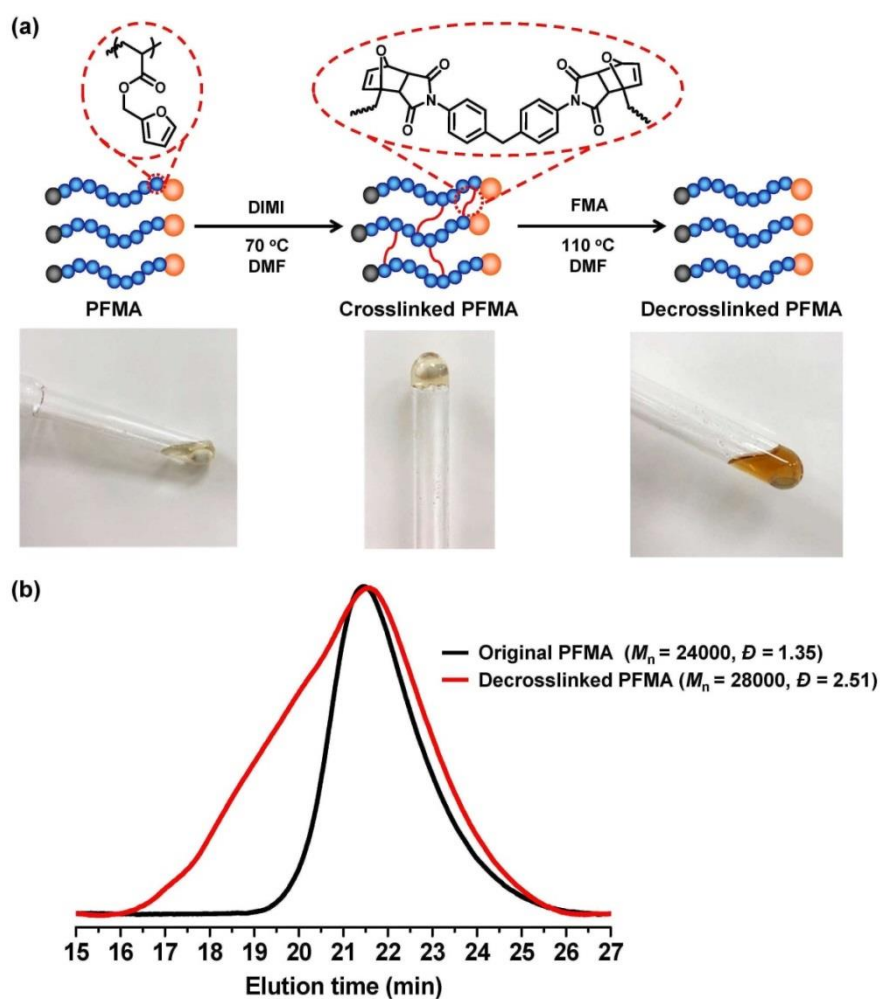 (a)
O
O
O
O
O
N
O
O
N
O
O
O
DIMI
70 °C
DMF
FMA
110 °C
DMF
PFMA
Crosslinked PFMA
Decrosslinked PFMA
(b)
Original PFMA (Mn = 24000, Đ = 1.35)
Decrosslinked PFMA (Mn = 28000, Đ = 2.51)
15 16 17 18 19 20 21 22 23 24 25 26 27
Elution time (min)